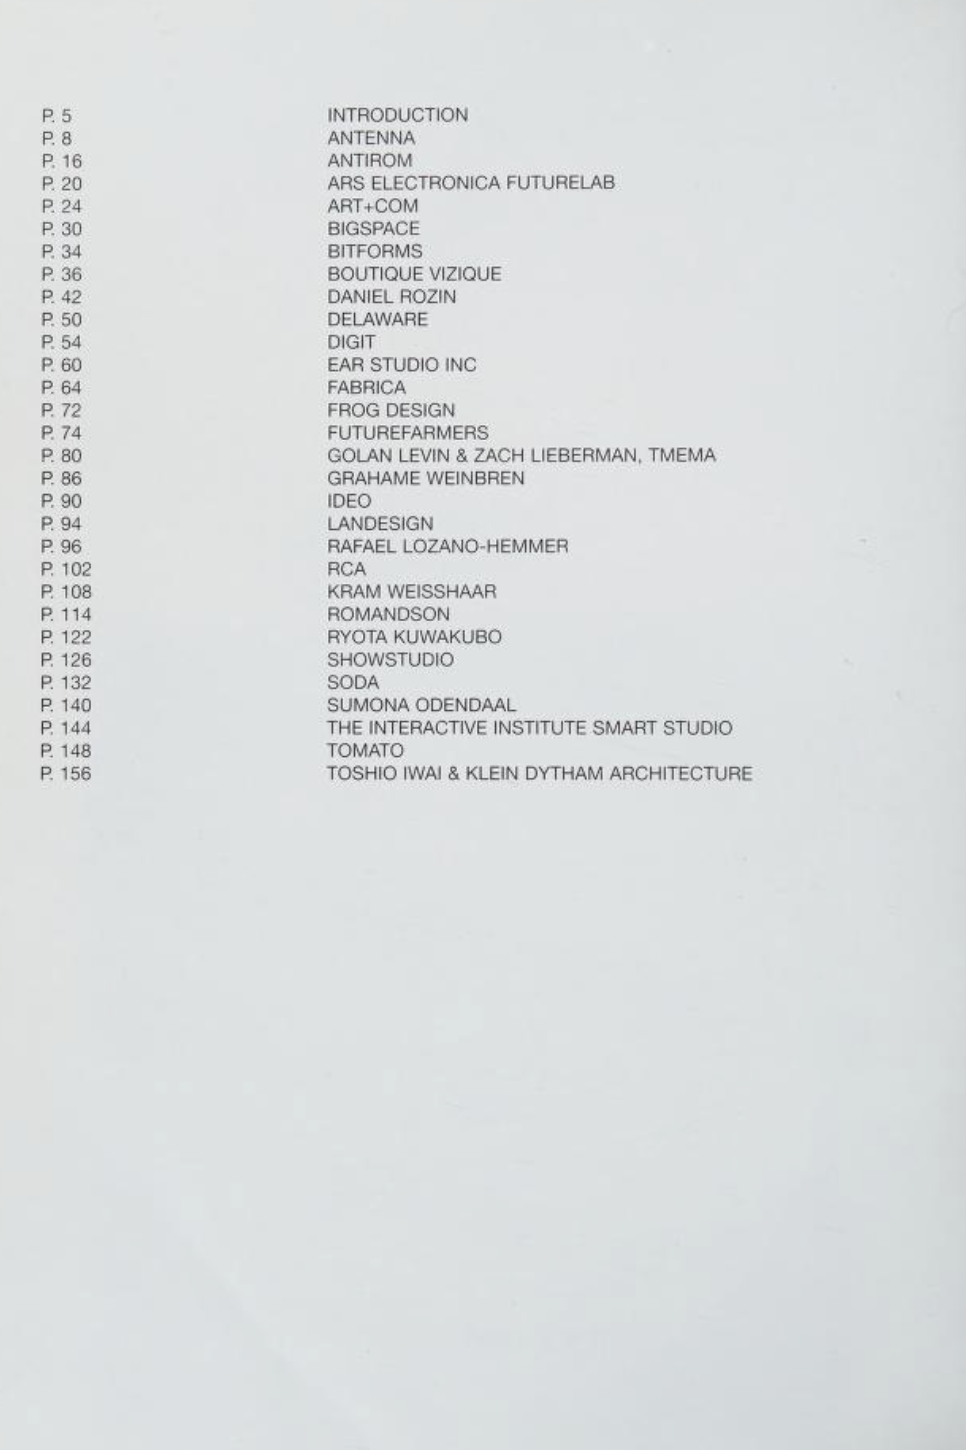 P. 5 INTRODUCTION
P. 8 ANTENNA
P. 16 ANTIROM
P. 20 ARS ELECTRONICA FUTURELAB
P. 24 ART+COM
P. 30 BIGSPACE
P. 34 BITFORMS
P. 36 BOUTIQUE VIZIQUE
P. 42 DANIEL ROZIN
P. 50 DELAWARE
P. 54 DIGIT
P. 60 EAR STUDIO INC
P. 64 FABRICA
P. 72 FROG DESIGN
P. 74 FUTUREFARMERS
P. 80 GOLAN LEVIN & ZACH LIEBERMAN, TMEMA
P. 86 GRAHAME WEINBREN
P. 90 IDEO
P. 94 LANDESIGN
P. 96 RAFAEL LOZANO-HEMMER
P. 102 RCA
P. 108 KRAM WEISSHAAR
P. 114 ROMANDSON
P. 122 RYOTA KUWAKUBO
P. 126 SHOWSTUDIO
P. 132 SODA
P. 140 SUMONA ODENDAAL
P. 144 THE INTERACTIVE INSTITUTE SMART STUDIO
P. 148 TOMATO
P. 156 TOSHIO IWAI & KLEIN DYTHAM ARCHITECTURE